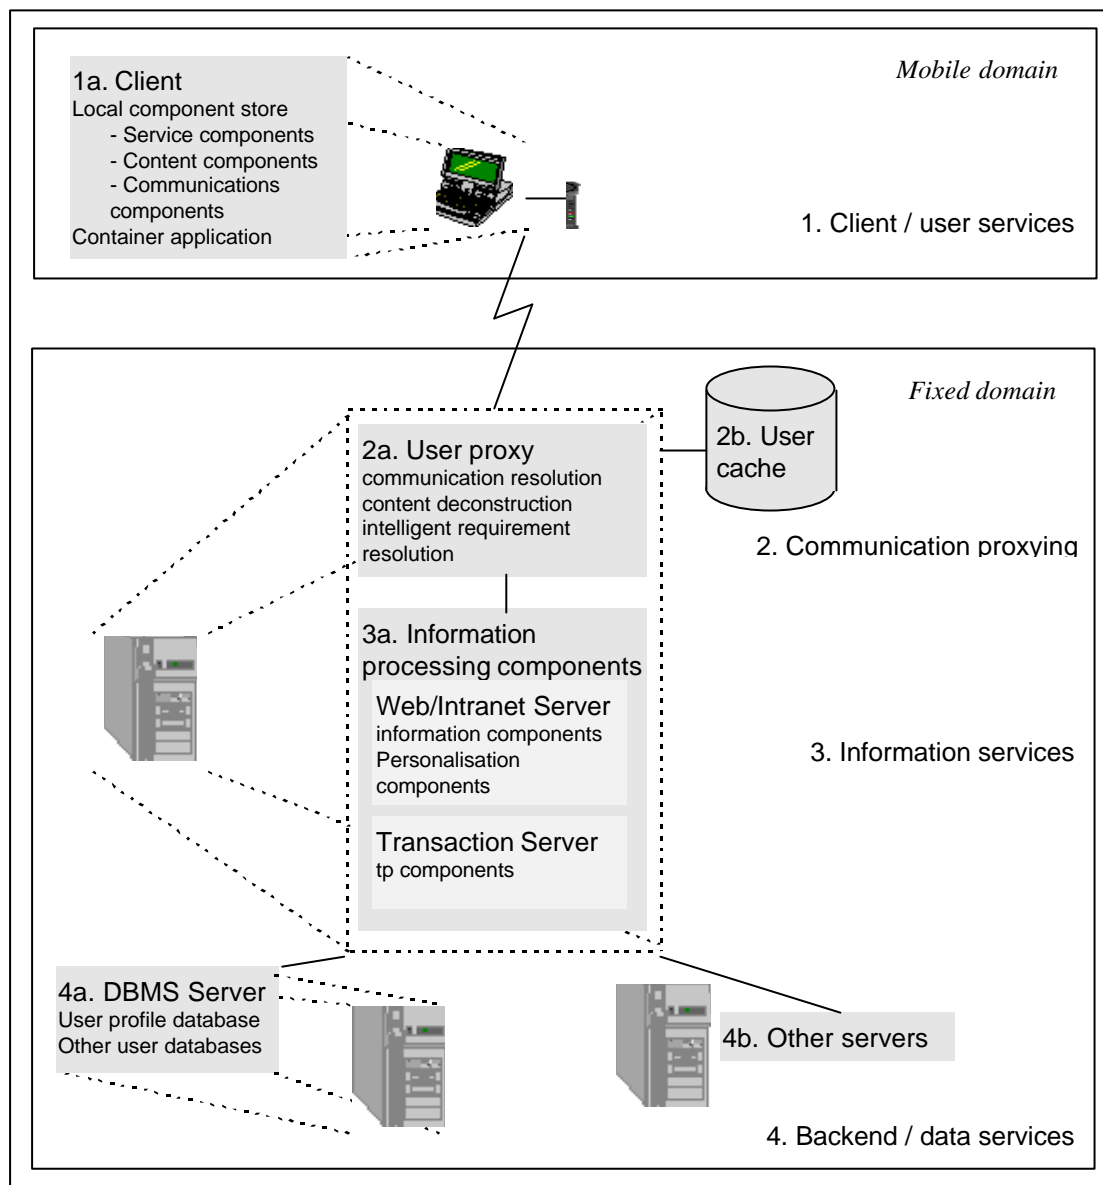 Mobile domain
1a. Client
Local component store
- Service components
- Content components
- Communications
components
Container application
1. Client / user services
Fixed domain
2a. User proxy
communication resolution
content deconstruction
intelligent requirement
resolution
2b. User
cache
2. Communication proxying
3a. Information
processing components
Web/Intranet Server
information components
Personalisation
components
Transaction Server
tp components
3. Information services
4a. DBMS Server
User profile database
Other user databases
4b. Other servers
4. Backend / data services